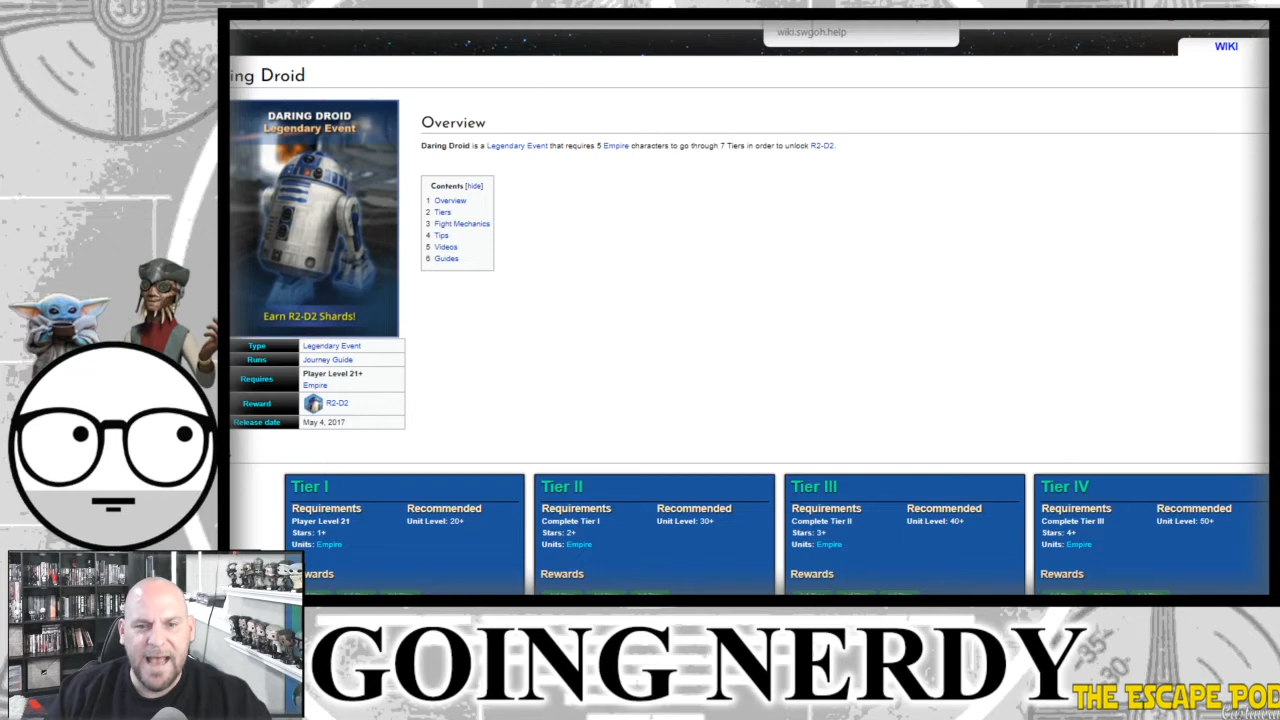 wiki.swgoh.help
WIKI
ing Droid
DARING DROID
Legendary Event
Earn R2-D2 Shards!
Type Legendary Event
Runs Journey Guide
Requires Player Level 21+
Empire
Reward R2-D2
Release date May 4, 2017
Overview
Daring Droid is a Legendary Event that requires 5 Empire characters to go through 7 Tiers in order to unlock R2-D2.
Contents [hide]
1 Overview
2 Tiers
3 Fight Mechanics
4 Tips
5 Videos
6 Guides
Tier I
Requirements Recommended
Player Level 21 Unit Level: 20+
Stars: 1+
Units: Empire
wards
Tier II
Requirements Recommended
Complete Tier I Unit Level: 30+
Stars: 2+
Units: Empire
Rewards
Tier III
Requirements Recommended
Complete Tier II Unit Level: 40+
Stars: 3+
Units: Empire
Rewards
Tier IV
Requirements Recommended
Complete Tier III Unit Level: 50+
Stars: 4+
Units: Empire
Rewards
GOING NERDY
THE ESCAPE POD